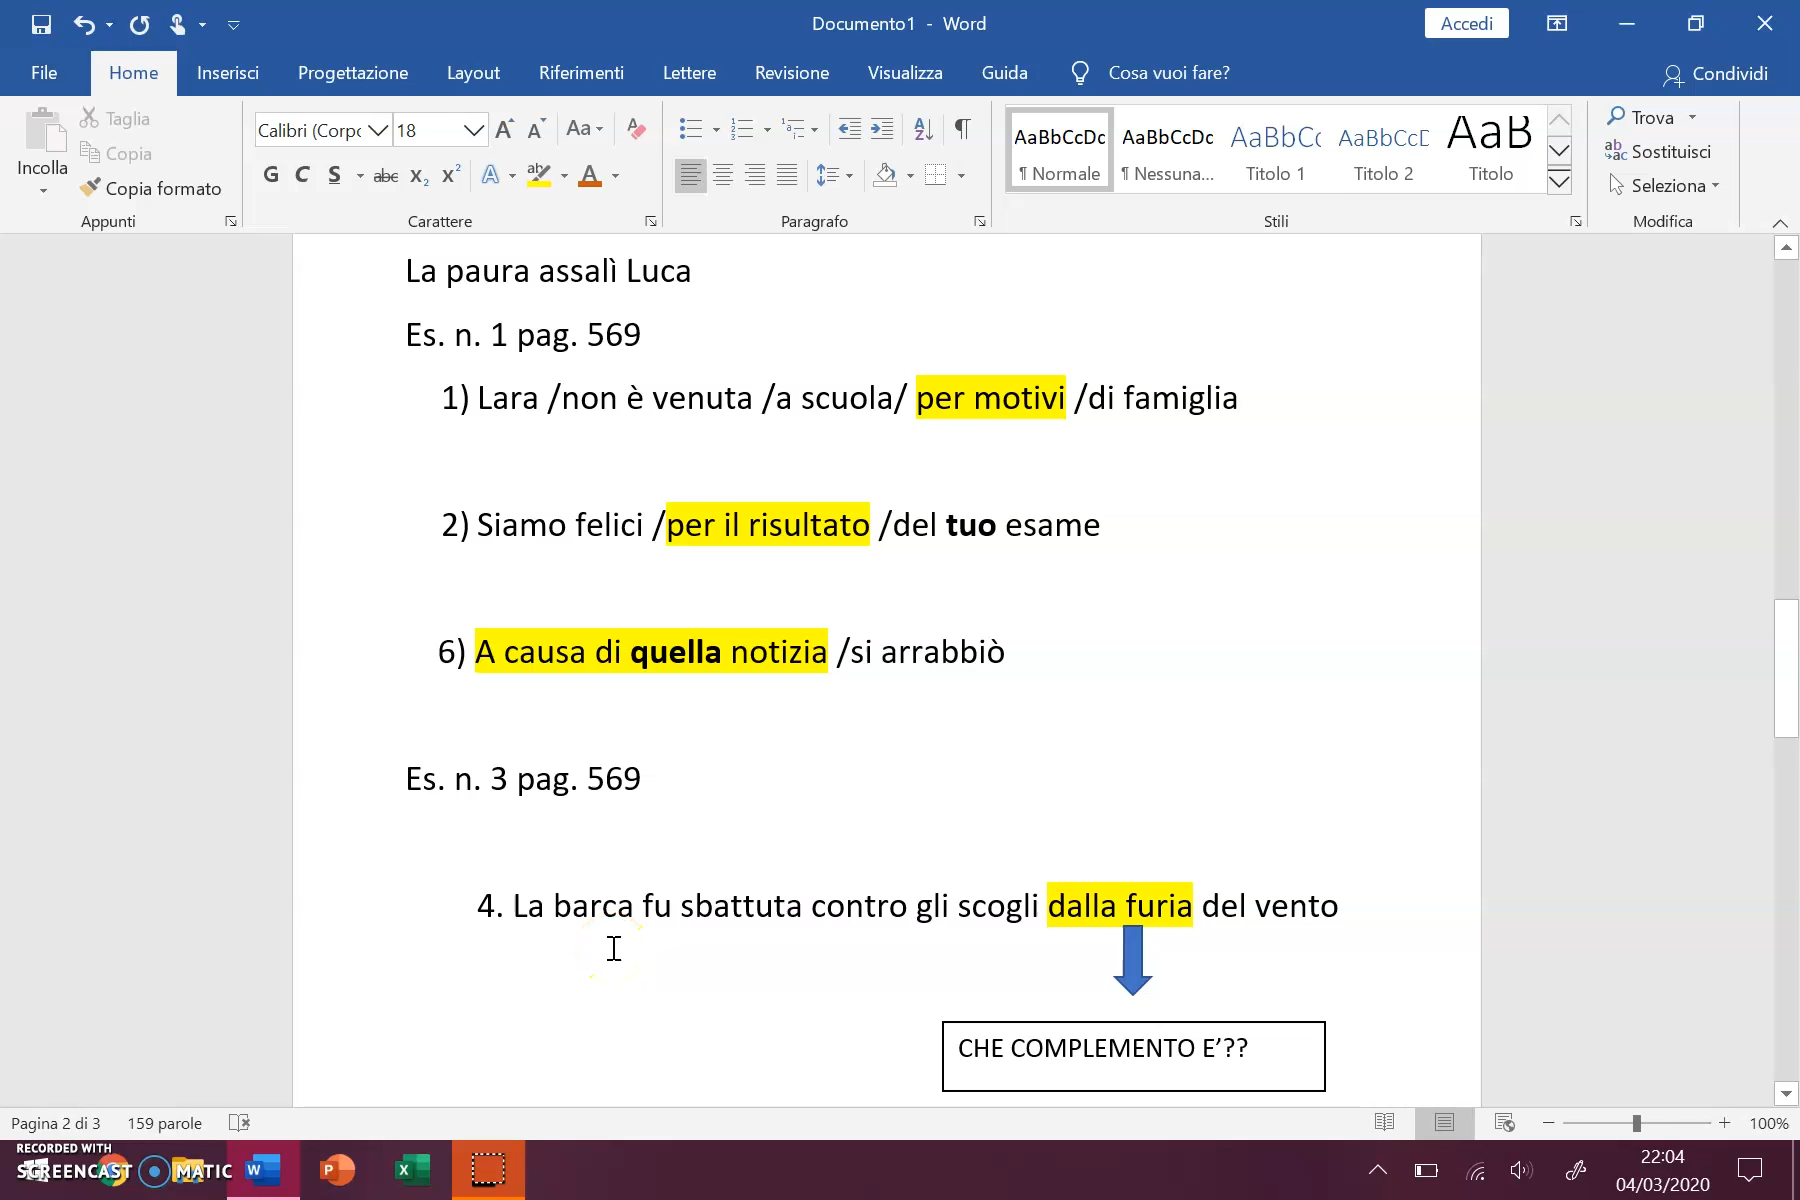 Documento1 - Word
Accedi
File Home Inserisci Progettazione Layout Riferimenti Lettere Revisione Visualizza Guida Cosa vuoi fare? Condividi
Incolla
Taglia
Copia
Copia formato
Appunti
Calibri (Corpo 18
G C S abc X₂ X²
Carattere
Paragrafo
AaBbCcDc AaBbCcDc AaBbCc AaBbCcD AaB
¶ Normale ¶ Nessuna... Titolo 1 Titolo 2 Titolo
Stili
Trova
Sostituisci
Seleziona
Modifica
La paura assalì Luca
Es. n. 1 pag. 569
1) Lara /non è venuta /a scuola/ per motivi /di famiglia
2) Siamo felici /per il risultato /del tuo esame
6) A causa di quella notizia /si arrabbiò
Es. n. 3 pag. 569
4. La barca fu sbattuta contro gli scogli dalla furia del vento
CHE COMPLEMENTO E’??
Pagina 2 di 3 159 parole 100%
RECORDED WITH
SCREENCAST MATIC
22:04
04/03/2020